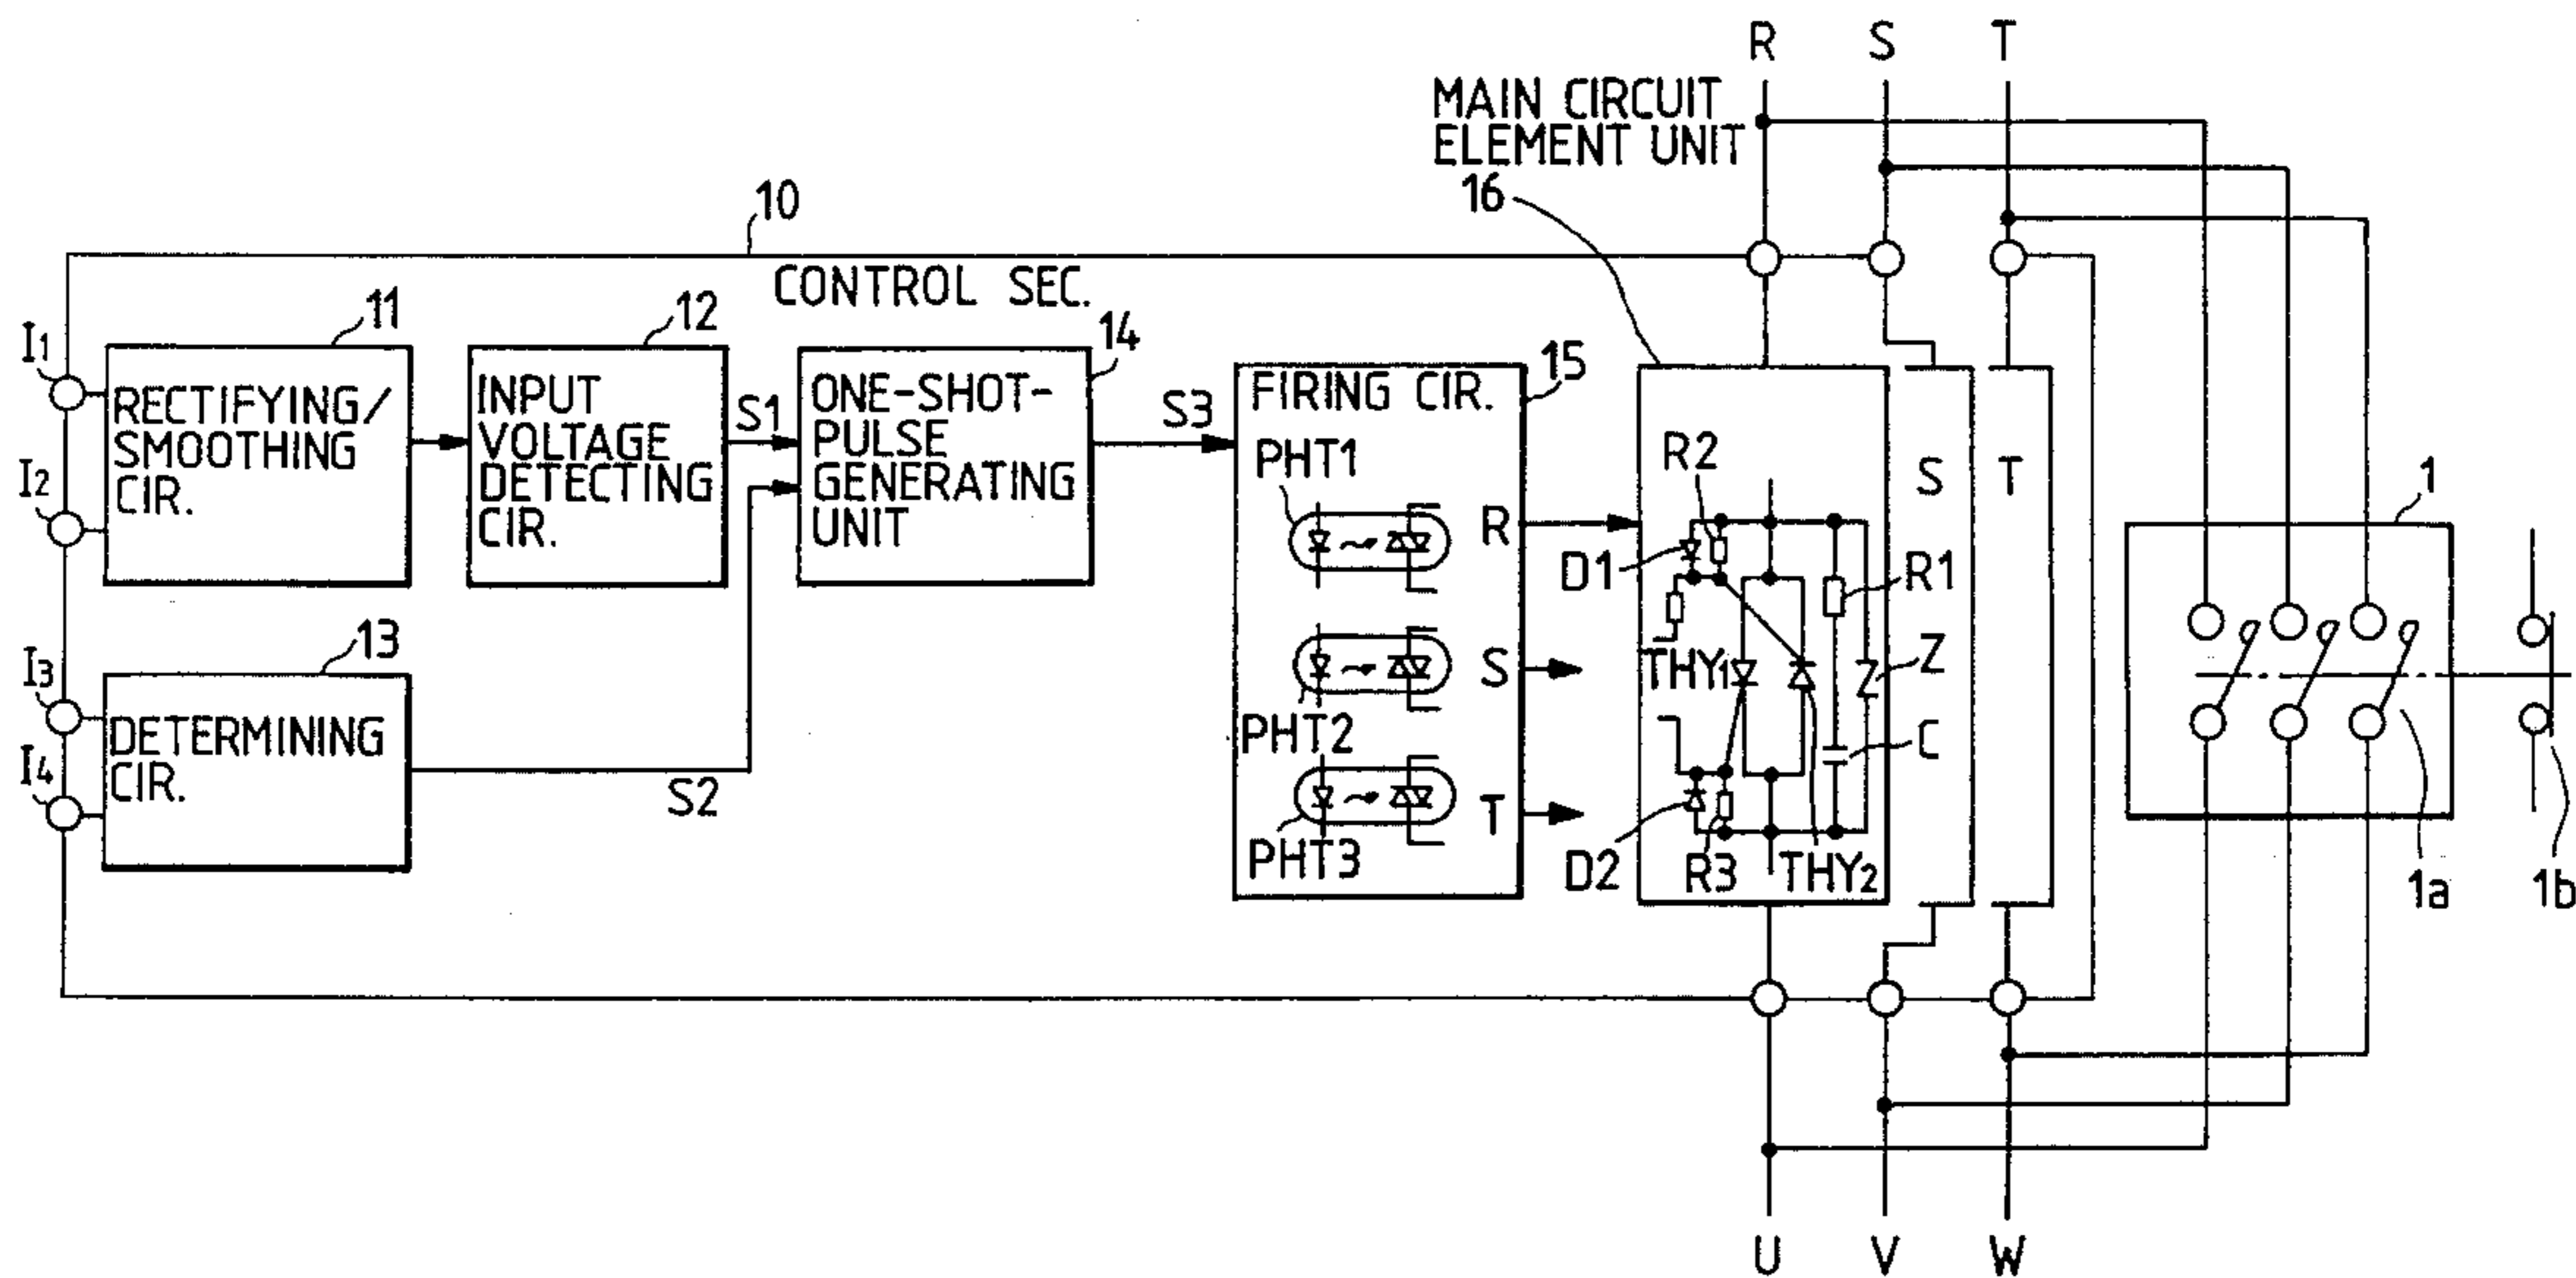 R S T
MAIN CIRCUIT
ELEMENT UNIT
16
10
CONTROL SEC.
11
RECTIFYING/
SMOOTHING
CIR.
I1
I2
12
INPUT
VOLTAGE
DETECTING
CIR.
S1
14
ONE-SHOT-
PULSE
GENERATING
UNIT
S3
13
DETERMINING
CIR.
I3
I4
S2
15
FIRING CIR.
PHT1
R
PHT2
S
PHT3
T
R2
D1
R1
THY1
Z
C
D2
R3
THY2
S
T
1
1a
1b
U V W